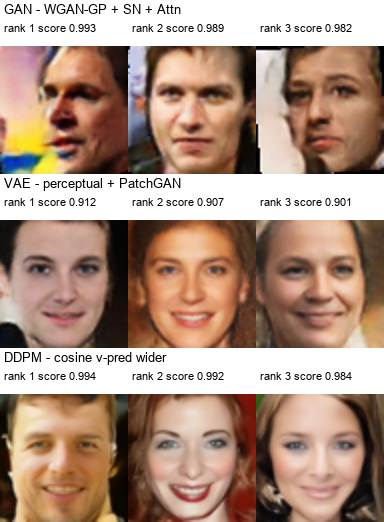 GAN - WGAN-GP + SN + Attn
rank 1 score 0.993 rank 2 score 0.989 rank 3 score 0.982
VAE - perceptual + PatchGAN
rank 1 score 0.912 rank 2 score 0.907 rank 3 score 0.901
DDPM - cosine v-pred wider
rank 1 score 0.994 rank 2 score 0.992 rank 3 score 0.984